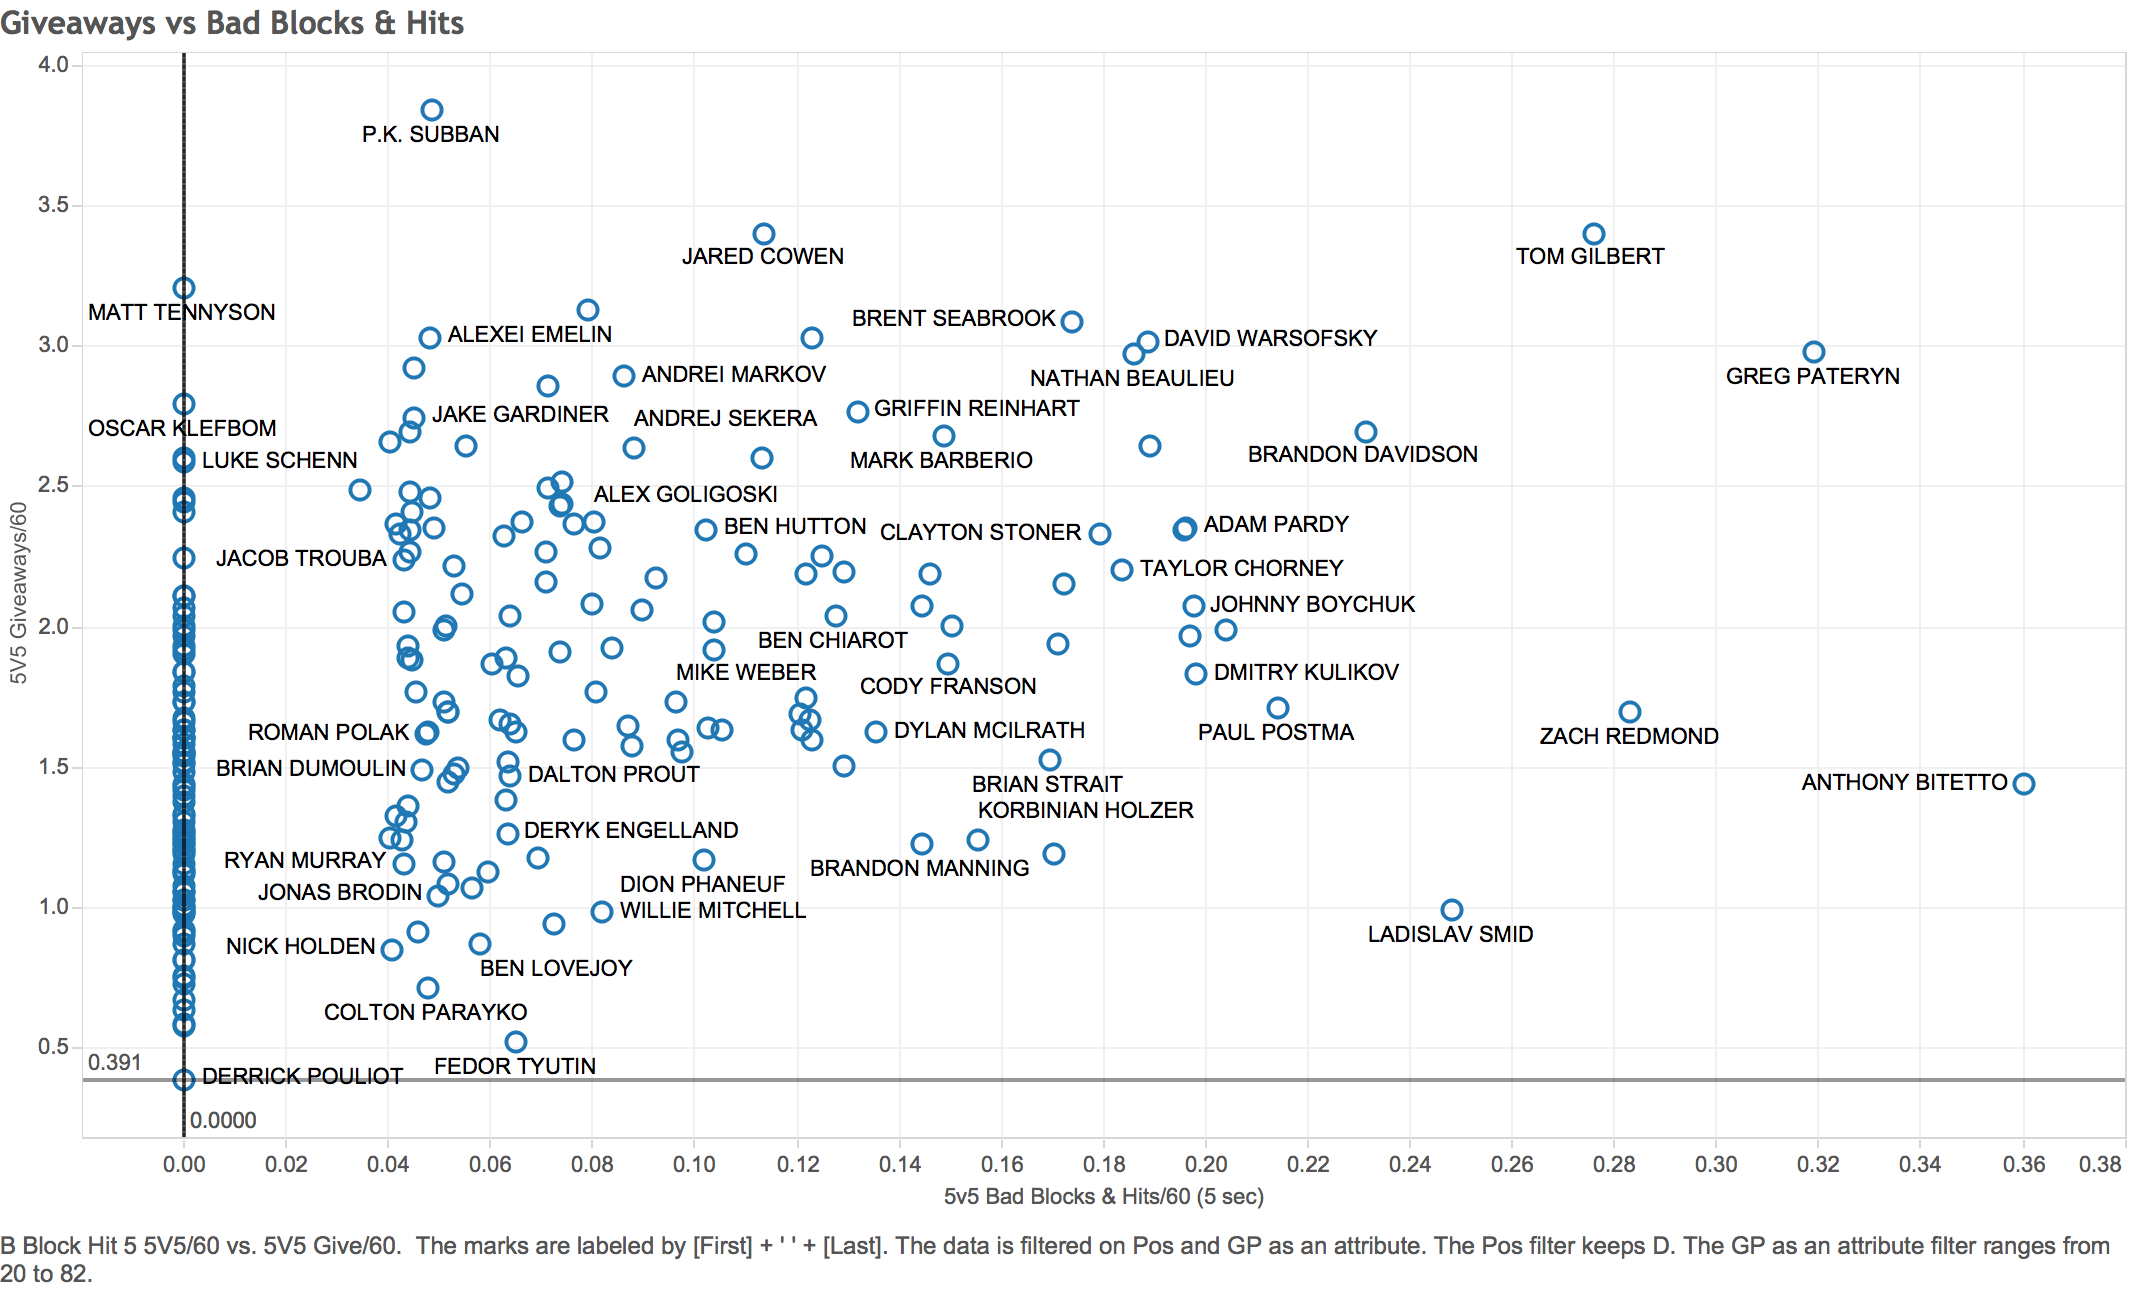 Giveaways vs Bad Blocks & Hits
4.0
P.K. SUBBAN
3.5
JARED COWEN
TOM GILBERT
MATT TENNYSON
BRENT SEABROOK
ALEXEI EMELIN
DAVID WARSOFSKY
3.0
ANDREI MARKOV
NATHAN BEAULIEU
GREG PATERYN
GRIFFIN REINHART
JAKE GARDINER
ANDREJ SEKERA
OSCAR KLEFBOM
BRANDON DAVIDSON
LUKE SCHENN
MARK BARBERIO
2.5
ALEX GOLIGOSKI
BEN HUTTON
ADAM PARDY
CLAYTON STONER
JACOB TROUBA
TAYLOR CHORNEY
JOHNNY BOYCHUK
2.0
BEN CHIAROT
5V5 Giveaways/60
MIKE WEBER
DMITRY KULIKOV
CODY FRANSON
ROMAN POLAK
DYLAN MCILRATH
PAUL POSTMA
ZACH REDMOND
1.5
BRIAN DUMOULIN
DALTON PROUT
BRIAN STRAIT
ANTHONY BITETTO
KORBINIAN HOLZER
DERYK ENGELLAND
RYAN MURRAY
BRANDON MANNING
DION PHANEUF
JONAS BRODIN
1.0
WILLIE MITCHELL
LADISLAV SMID
NICK HOLDEN
BEN LOVEJOY
COLTON PARAYKO
0.5
0.391
FEDOR TYUTIN
DERRICK POULIOT
0.0000
0.00 0.02 0.04 0.06 0.08 0.10 0.12 0.14 0.16 0.18 0.20 0.22 0.24 0.26 0.28 0.30 0.32 0.34 0.36 0.38
5v5 Bad Blocks & Hits/60 (5 sec)
B Block Hit 5 5V5/60 vs. 5V5 Give/60.  The marks are labeled by [First] + ' ' + [Last]. The data is filtered on Pos and GP as an attribute. The Pos filter keeps D. The GP as an attribute filter ranges from
20 to 82.